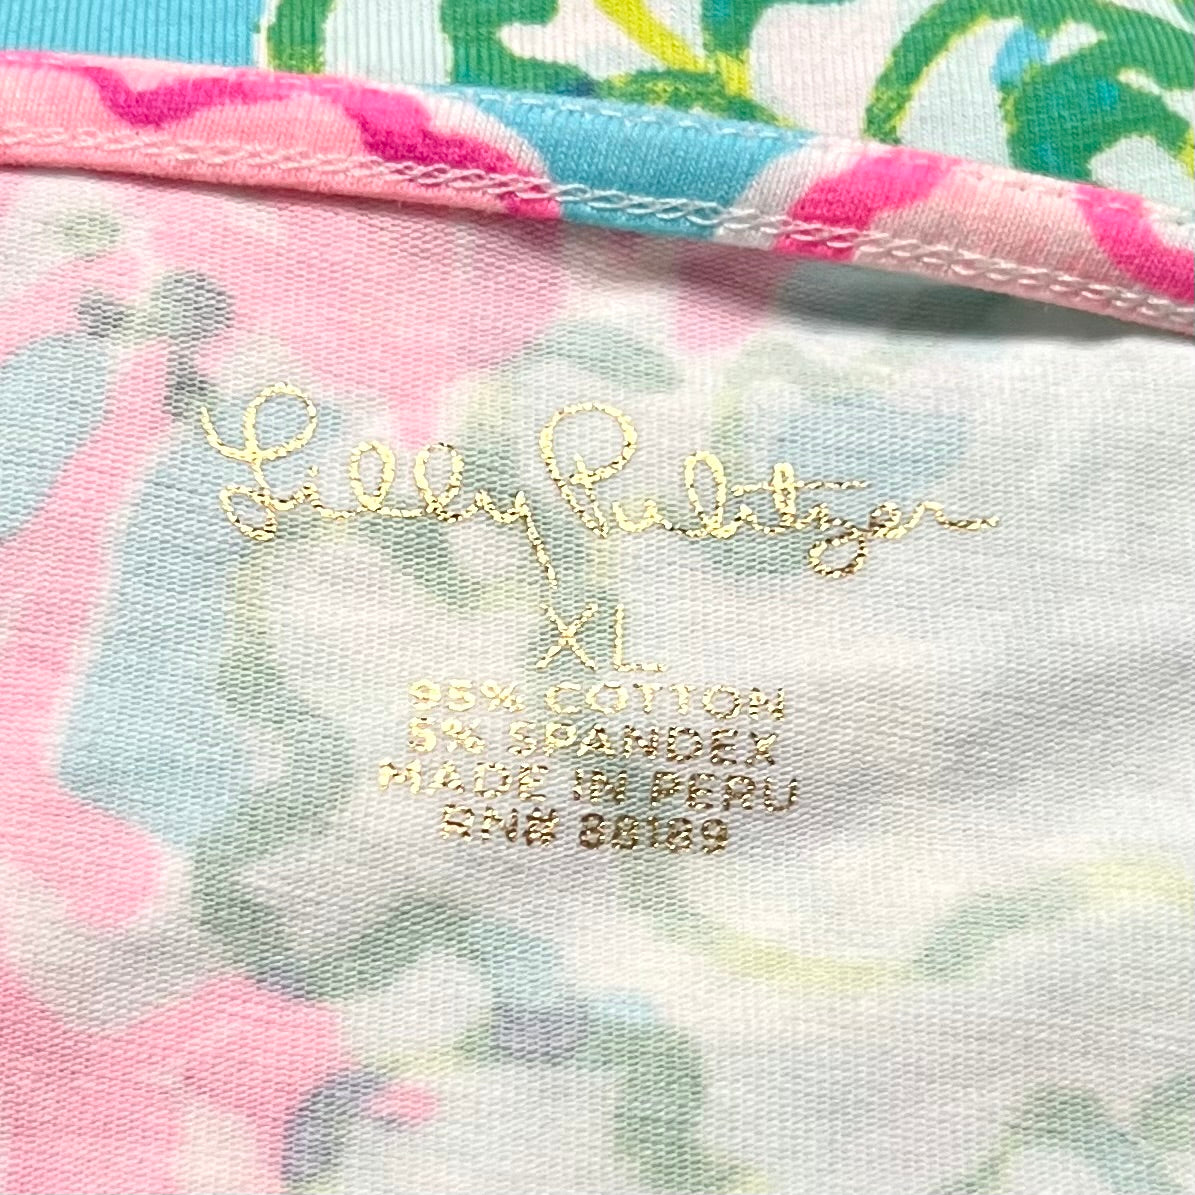 Lilly Pulitzer
XL
95% COTTON
5% SPANDEX
MADE IN PERU
RN# 88189